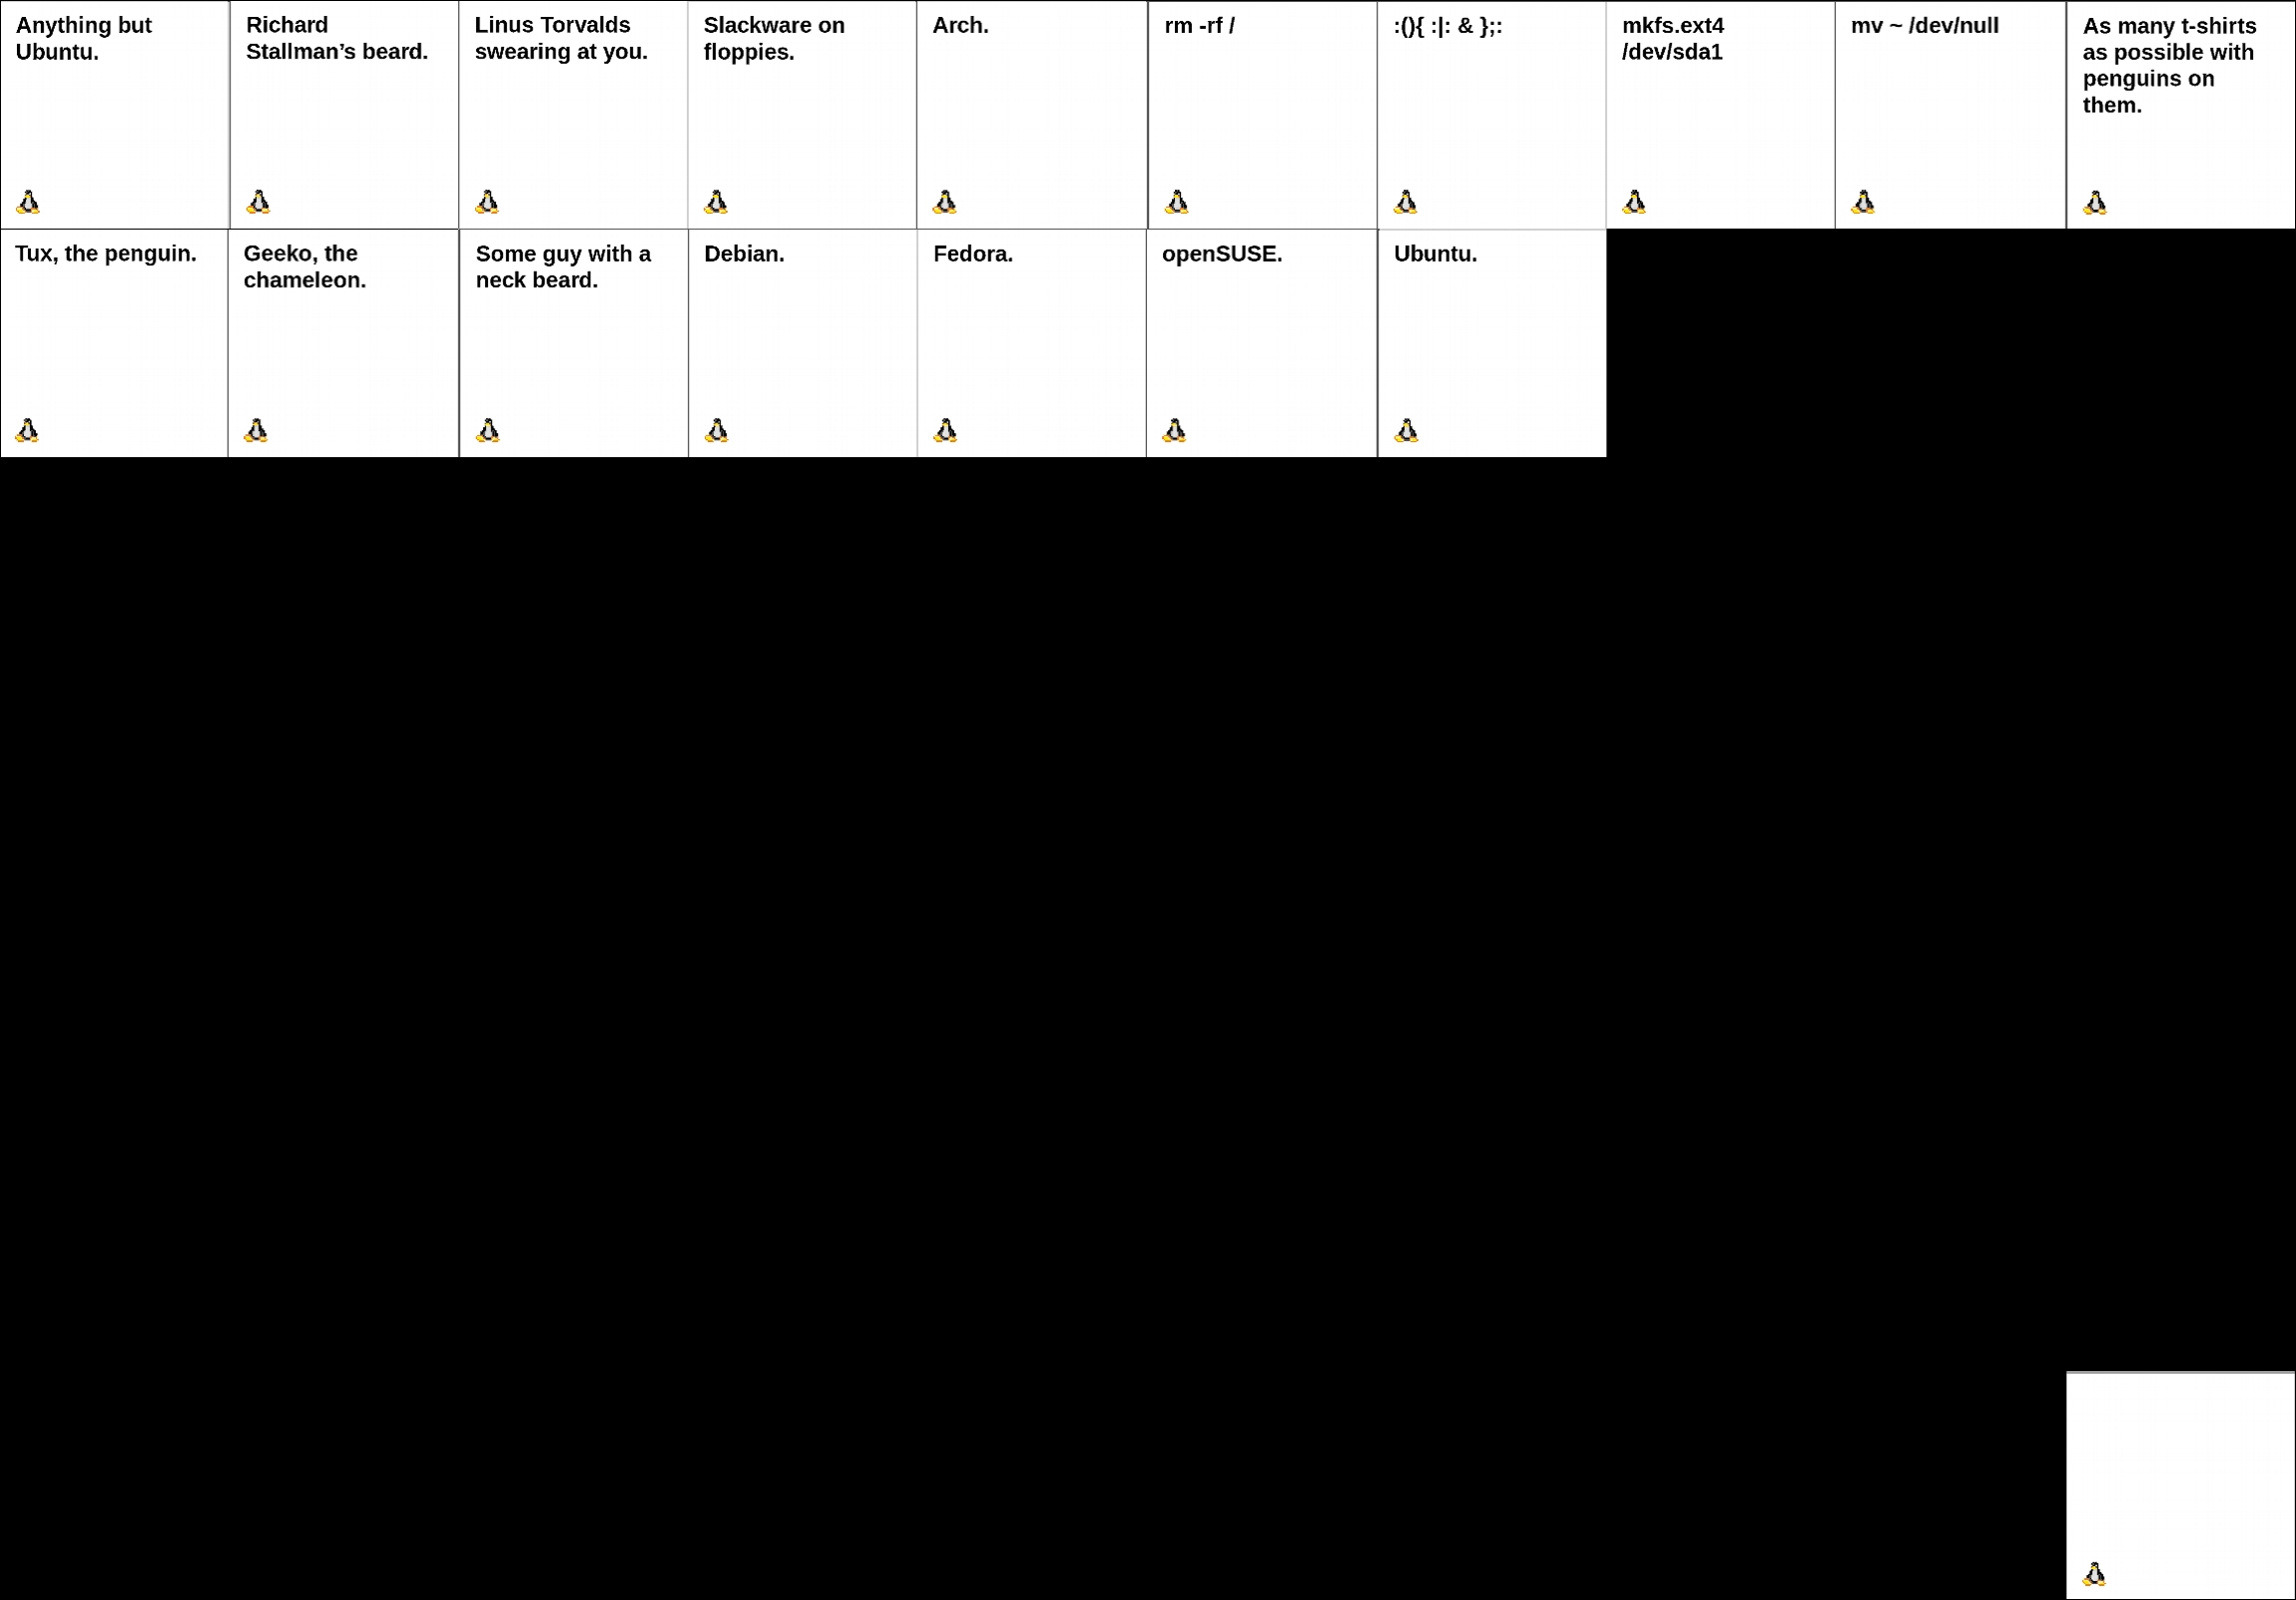 Anything but
Ubuntu.
Richard
Stallman’s beard.
Linus Torvalds
swearing at you.
Slackware on
floppies.
Arch.
rm -rf /
:(){ :|: & };:
mkfs.ext4
/dev/sda1
mv ~ /dev/null
As many t-shirts
as possible with
penguins on
them.
Tux, the penguin.
Geeko, the
chameleon.
Some guy with a
neck beard.
Debian.
Fedora.
openSUSE.
Ubuntu.